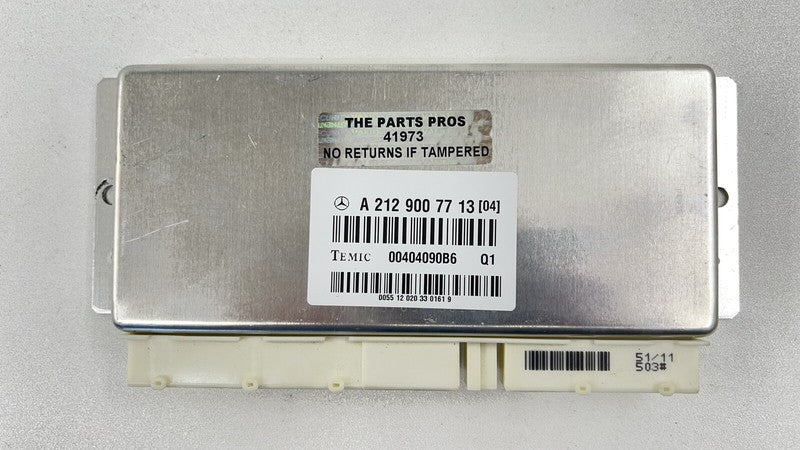 THE PARTS PROS
41973
NO RETURNS IF TAMPERED
A 212 900 77 13 [04]
TEMIC 00404090B6 Q1
0055 12 020 33 0161 9
51/11
503#